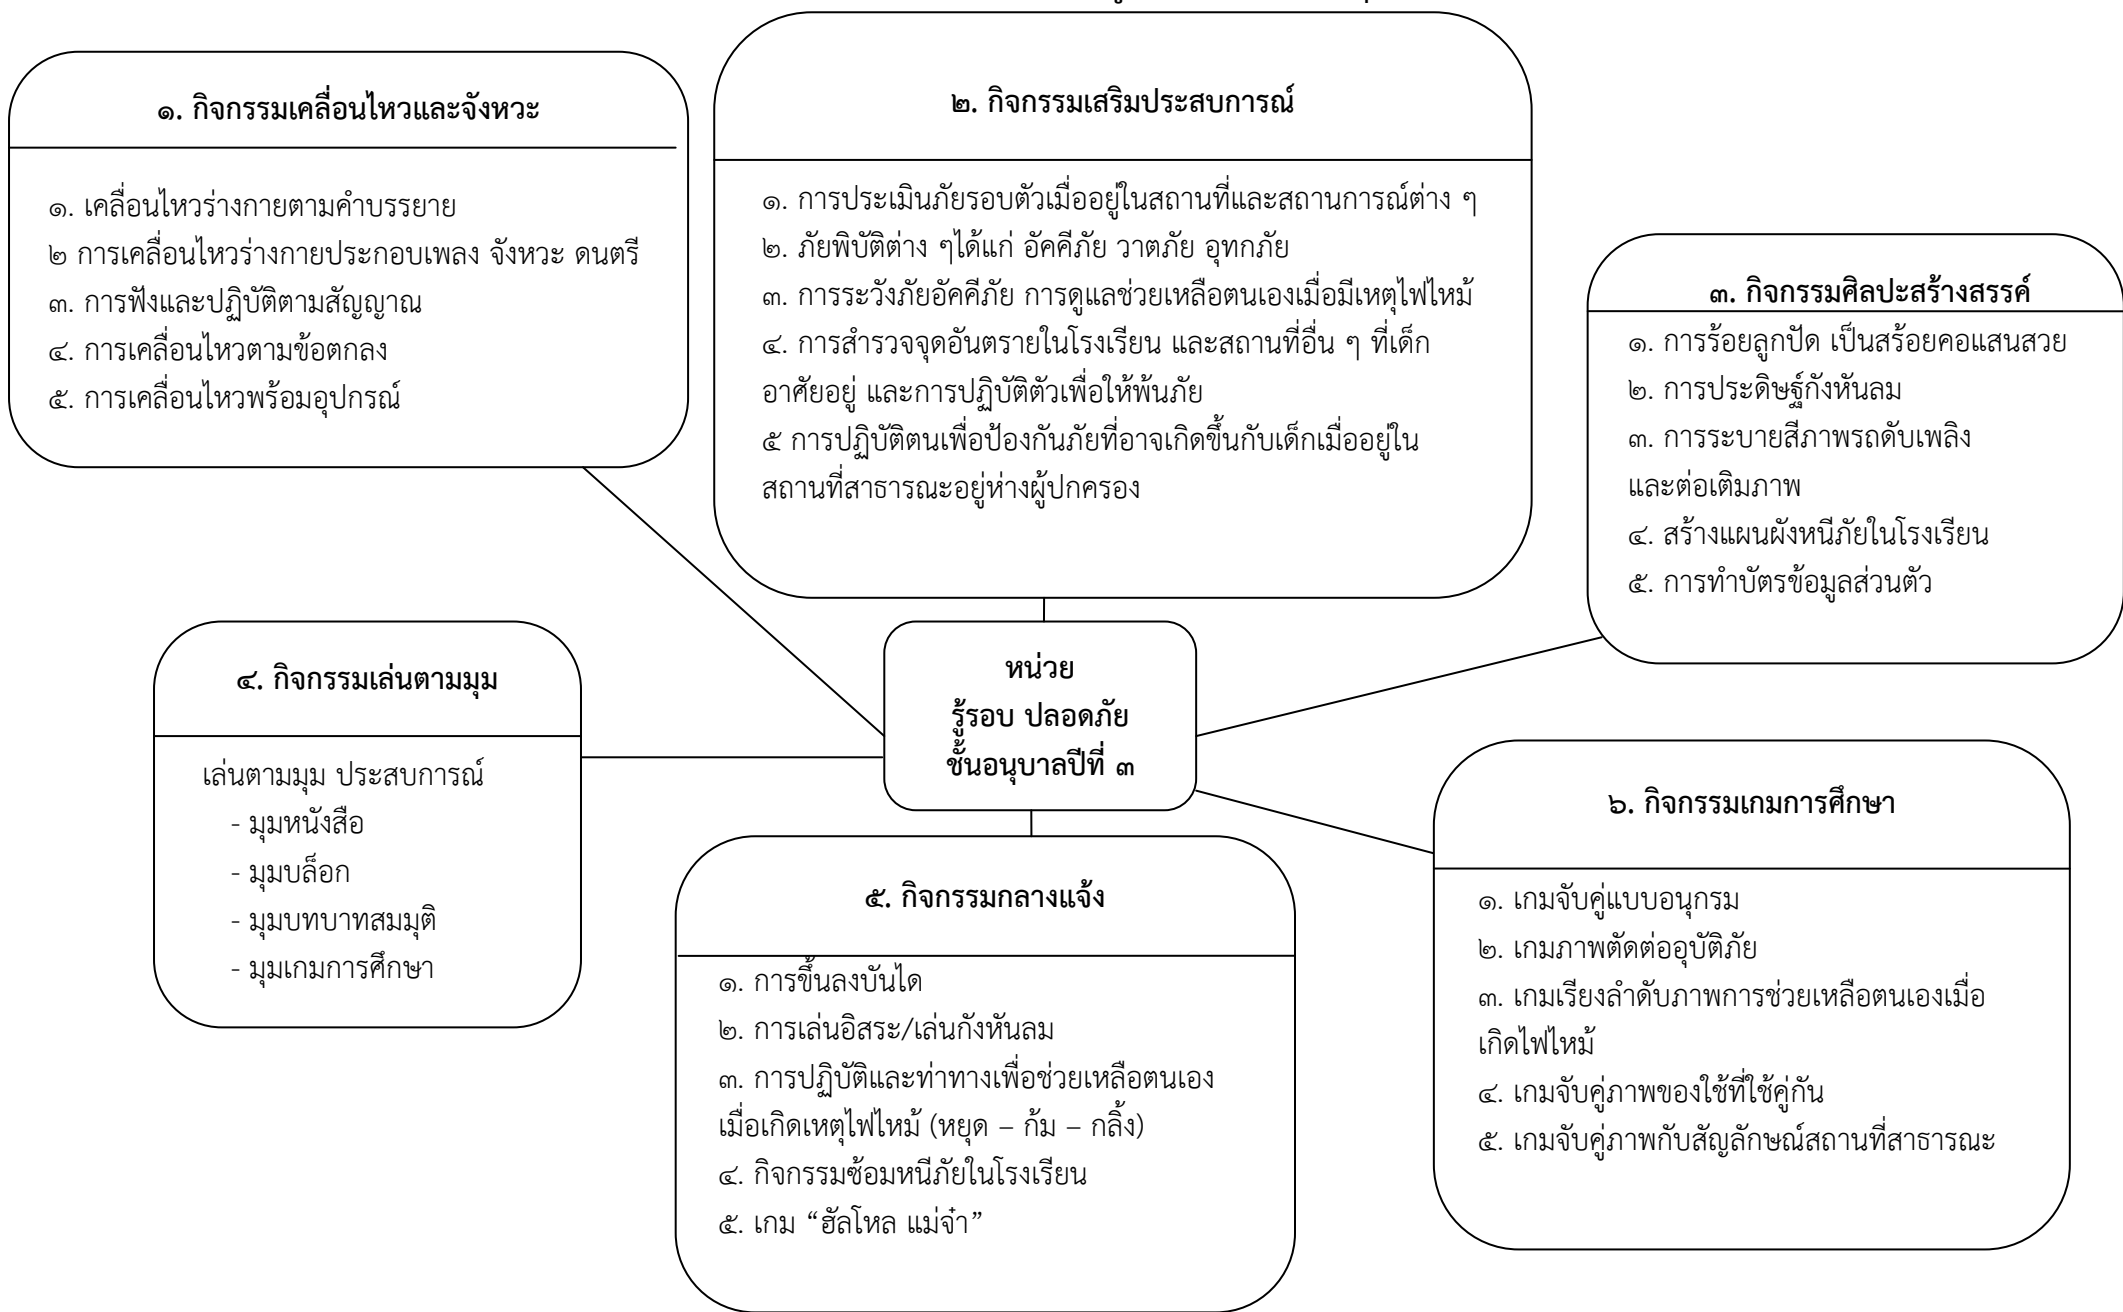 ๑. กิจกรรมเคลื่อนไหวและจังหวะ
๑. เคลื่อนไหวร่างกายตามคำบรรยาย
๒ การเคลื่อนไหวร่างกายประกอบเพลง จังหวะ ดนตรี
๓. การฟังและปฏิบัติตามสัญญาณ
๔. การเคลื่อนไหวตามข้อตกลง
๕. การเคลื่อนไหวพร้อมอุปกรณ์
๒. กิจกรรมเสริมประสบการณ์
๑. การประเมินภัยรอบตัวเมื่ออยู่ในสถานที่และสถานการณ์ต่าง ๆ
๒. ภัยพิบัติต่าง ๆได้แก่ อัคคีภัย วาตภัย อุทกภัย
๓. การระวังภัยอัคคีภัย การดูแลช่วยเหลือตนเองเมื่อมีเหตุไฟไหม้
๔. การสำรวจจุดอันตรายในโรงเรียน และสถานที่อื่น ๆ ที่เด็ก
อาศัยอยู่ และการปฏิบัติตัวเพื่อให้พ้นภัย
๕ การปฏิบัติตนเพื่อป้องกันภัยที่อาจเกิดขึ้นกับเด็กเมื่ออยู่ใน
สถานที่สาธารณะอยู่ห่างผู้ปกครอง
๓. กิจกรรมศิลปะสร้างสรรค์
๑. การร้อยลูกปัด เป็นสร้อยคอแสนสวย
๒. การประดิษฐ์กังหันลม
๓. การระบายสีภาพรถดับเพลิง
และต่อเติมภาพ
๔. สร้างแผนผังหนีภัยในโรงเรียน
๕. การทำบัตรข้อมูลส่วนตัว
หน่วย
รู้รอบ ปลอดภัย
ชั้นอนุบาลปีที่ ๓
๔. กิจกรรมเล่นตามมุม
เล่นตามมุม ประสบการณ์
- มุมหนังสือ
- มุมบล็อก
- มุมบทบาทสมมุติ
- มุมเกมการศึกษา
๕. กิจกรรมกลางแจ้ง
๑. การขึ้นลงบันได
๒. การเล่นอิสระ/เล่นกังหันลม
๓. การปฏิบัติและท่าทางเพื่อช่วยเหลือตนเอง
เมื่อเกิดเหตุไฟไหม้ (หยุด – ก้ม – กลิ้ง)
๔. กิจกรรมซ้อมหนีภัยในโรงเรียน
๕. เกม “ฮัลโหล แม่จ๋า”
๖. กิจกรรมเกมการศึกษา
๑. เกมจับคู่แบบอนุกรม
๒. เกมภาพตัดต่ออุบัติภัย
๓. เกมเรียงลำดับภาพการช่วยเหลือตนเองเมื่อ
เกิดไฟไหม้
๔. เกมจับคู่ภาพของใช้ที่ใช้คู่กัน
๕. เกมจับคู่ภาพกับสัญลักษณ์สถานที่สาธารณะ